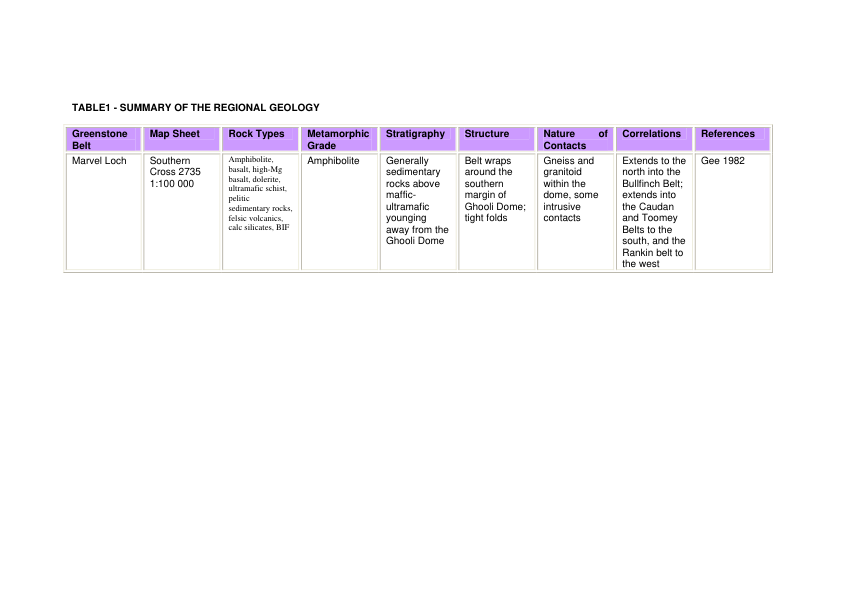 TABLE1 - SUMMARY OF THE REGIONAL GEOLOGY
Greenstone
Belt
Map Sheet
Rock Types
Metamorphic
Grade
Stratigraphy
Structure
Nature of
Contacts
Correlations
References
Marvel Loch
Southern
Cross 2735
1:100 000
Amphibolite,
basalt, high-Mg
basalt, dolerite,
ultramafic schist,
pelitic
sedimentary rocks,
felsic volcanics,
calc silicates, BIF
Amphibolite
Generally
sedimentary
rocks above
maffic-
ultramafic
younging
away from the
Ghooli Dome
Belt wraps
around the
southern
margin of
Ghooli Dome;
tight folds
Gneiss and
granitoid
within the
dome, some
intrusive
contacts
Extends to the
north into the
Bullfinch Belt;
extends into
the Caudan
and Toomey
Belts to the
south, and the
Rankin belt to
the west
Gee 1982